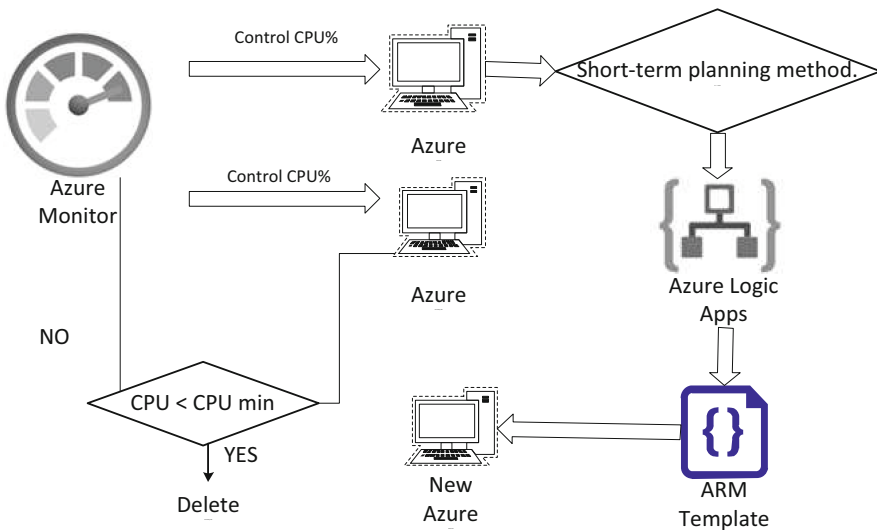 Control CPU%
Short-term planning method.
Azure
Azure
Monitor
Control CPU%
Azure
Azure Logic
Apps
NO
CPU < CPU min
YES
Delete
{}
New
Azure
ARM
Template